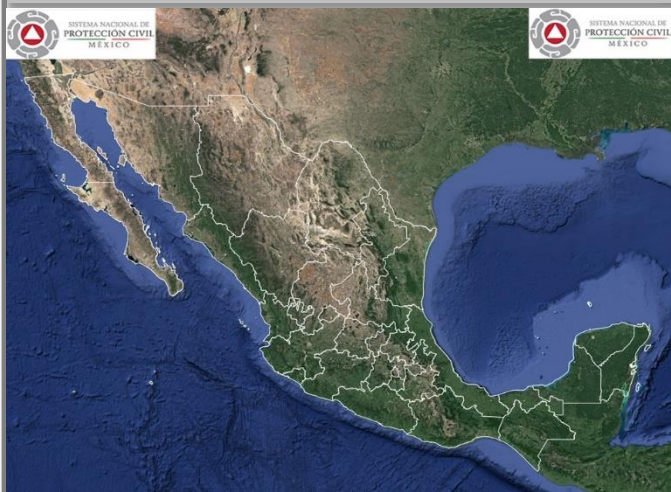 SISTEMA NACIONAL DE
PROTECCIÓN CIVIL
MÉXICO
SISTEMA NACIONAL DE
PROTECCIÓN CIVIL
MÉXICO